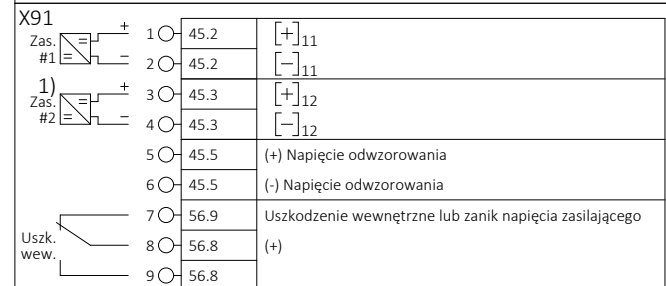 X91
Zas. #1 + 1 45.2 [+]11
− 2 45.2 [−]11
1)
Zas. #2 + 3 45.3 [+]12
− 4 45.3 [−]12
5 45.5 (+) Napięcie odwzorowania
6 45.5 (-) Napięcie odwzorowania
7 56.9 Uszkodzenie wewnętrzne lub zanik napięcia zasilającego
Uszk. wew. 8 56.8 (+)
9 56.8